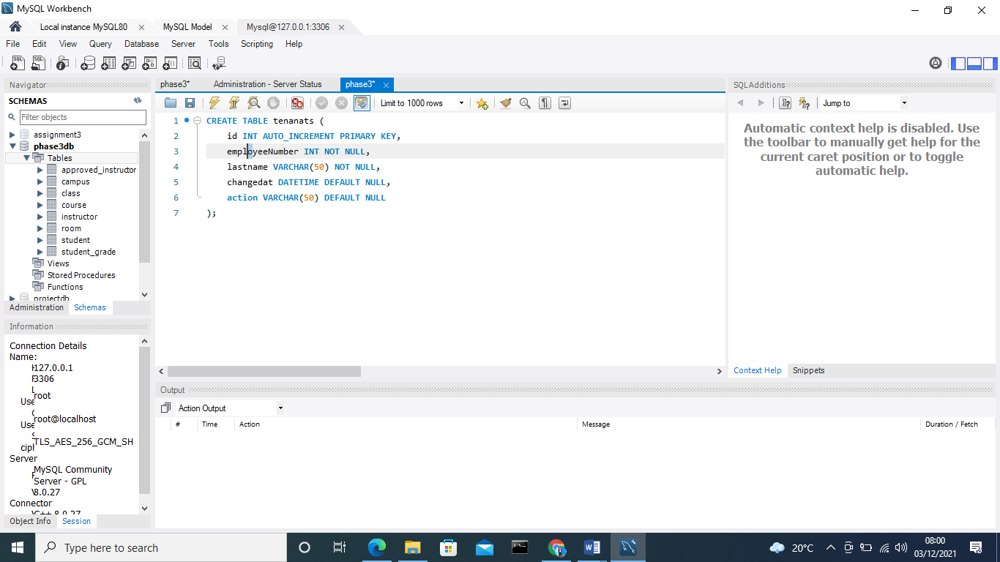 MySQL Workbench
Local instance MySQL80
MySQL Model
Mysql@127.0.0.1:3306
File Edit View Query Database Server Tools Scripting Help
Navigator
SCHEMAS
Filter objects
assignment3
phase3db
Tables
approved_instructor
campus
class
course
instructor
room
student
student_grade
Views
Stored Procedures
Functions
projectdb
Administration Schemas
Information
Connection Details
Name:
127.0.0.1
3306
root
Use
root@localhost
Use
TLS_AES_256_GCM_SH
ciph
Server
MySQL Community
Server - GPL
8.0.27
Connector
C++ 8.0.27
Object Info Session
phase3* Administration - Server Status phase3*
Limit to 1000 rows
1 CREATE TABLE tenanats (
2 id INT AUTO_INCREMENT PRIMARY KEY,
3 employeeNumber INT NOT NULL,
4 lastname VARCHAR(50) NOT NULL,
5 changedat DATETIME DEFAULT NULL,
6 action VARCHAR(50) DEFAULT NULL
7 );
SQLAdditions
Jump to
Automatic context help is disabled. Use
the toolbar to manually get help for the
current caret position or to toggle
automatic help.
Context Help Snippets
Output
Action Output
# Time Action Message Duration / Fetch
Type here to search
20°C
08:00
03/12/2021